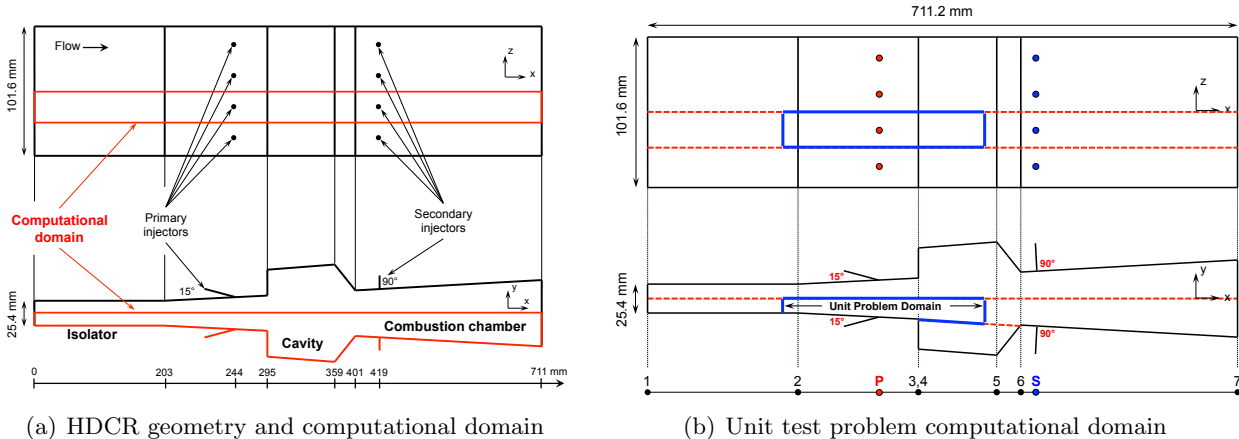 Flow
z
x
101.6 mm
Computational
domain
Primary
injectors
Secondary
injectors
15°
90°
y
x
25.4 mm
Isolator
Cavity
Combustion chamber
0
203
244
295
359
401
419
711 mm
(a) HDCR geometry and computational domain
711.2 mm
z
x
101.6 mm
15°
90°
y
x
25.4 mm
Unit Problem Domain
15°
90°
1
2
P
3,4
5
6
S
7
(b) Unit test problem computational domain